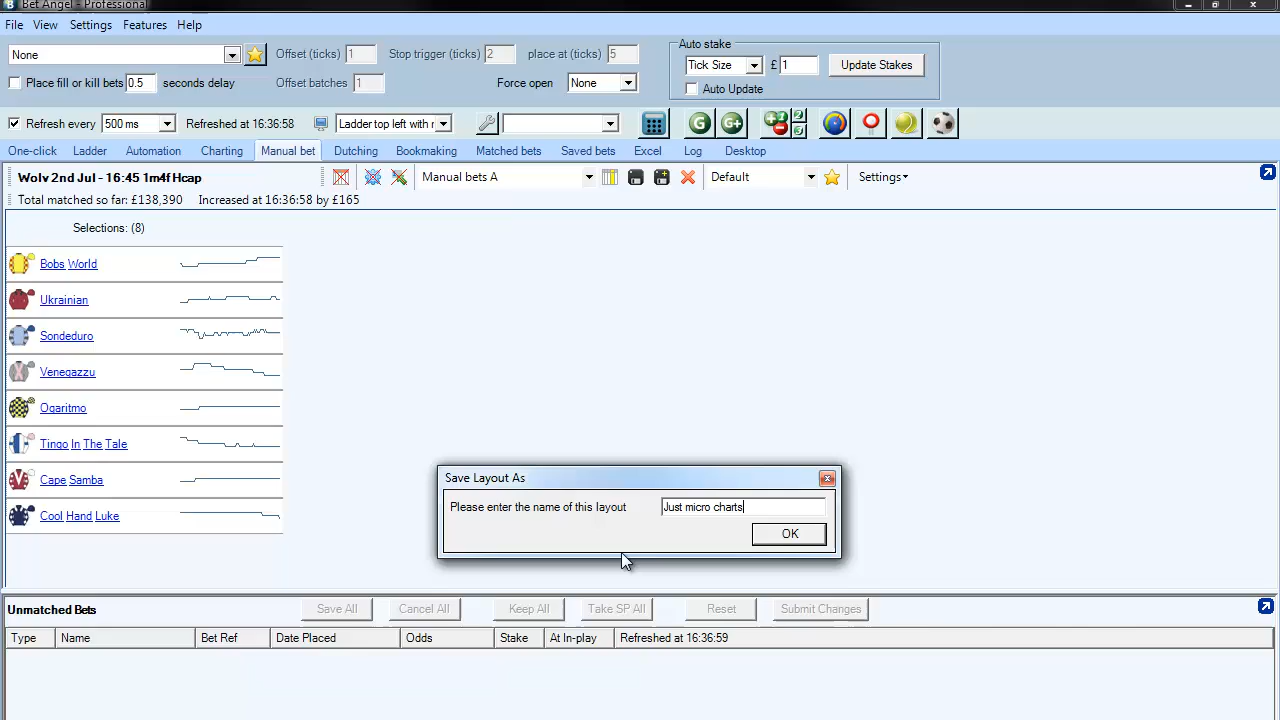 Bet Angel - Professional
File View Settings Features Help
None Offset (ticks) 1 Stop trigger (ticks) 2 place at (ticks) 5 Auto stake
Tick Size £ 1 Update Stakes
Place fill or kill bets 0.5 seconds delay Offset batches 1 Force open None Auto Update
Refresh every 500 ms Refreshed at 16:36:58 Ladder top left with r G G+
One-click Ladder Automation Charting Manual bet Dutching Bookmaking Matched bets Saved bets Excel Log Desktop
Wolv 2nd Jul - 16:45 1m4f Hcap Manual bets A Default Settings
Total matched so far: £138,390 Increased at 16:36:58 by £165
Selections: (8)
Bobs World
Ukrainian
Sondeduro
Venegazzu
Ogaritmo
Tingo In The Tale
Cape Samba
Cool Hand Luke
Save Layout As
Please enter the name of this layout Just micro charts
OK
Unmatched Bets Save All Cancel All Keep All Take SP All Reset Submit Changes
Type Name Bet Ref Date Placed Odds Stake At In-play Refreshed at 16:36:59